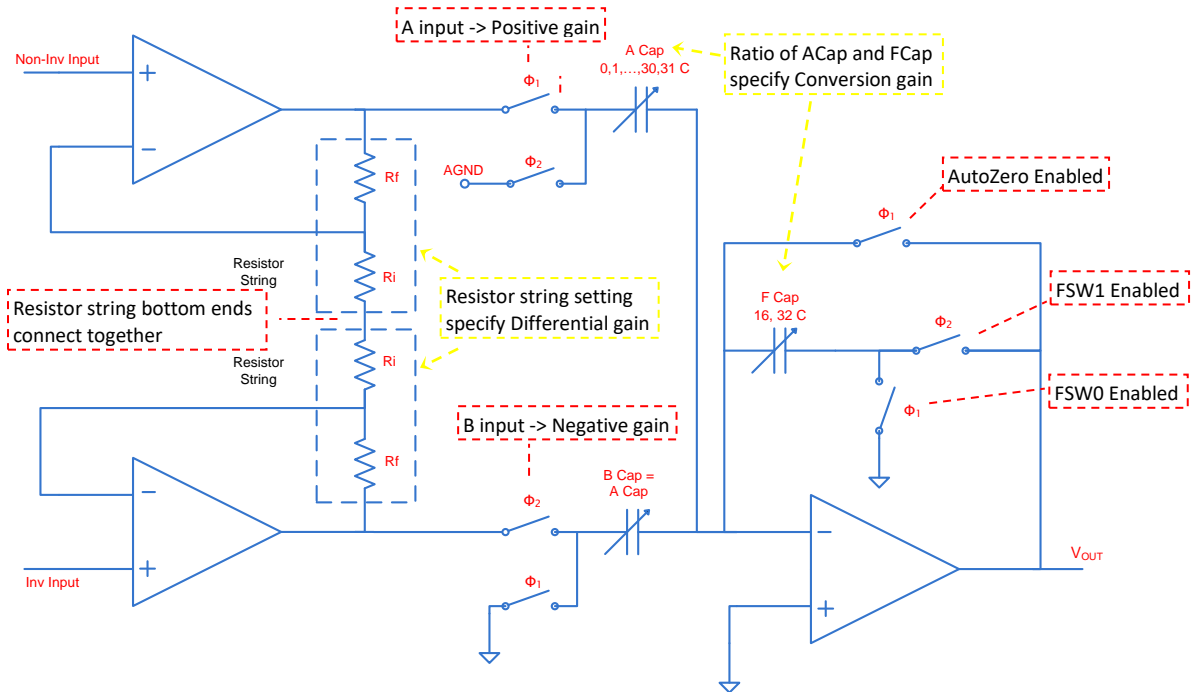 A input -> Positive gain
A Cap
0,1,...,30,31 C
Ratio of ACap and FCap
specify Conversion gain
Non-Inv Input
+
−
Φ1
Φ2
AGND
Rf
AutoZero Enabled
Φ1
Resistor
String
Ri
Resistor string bottom ends
connect together
Resistor string setting
specify Differential gain
F Cap
16, 32 C
FSW1 Enabled
Φ2
Resistor
String
Ri
FSW0 Enabled
Φ1
B input -> Negative gain
Rf
B Cap =
A Cap
−
+
Φ2
Inv Input
Φ1
−
+
VOUT